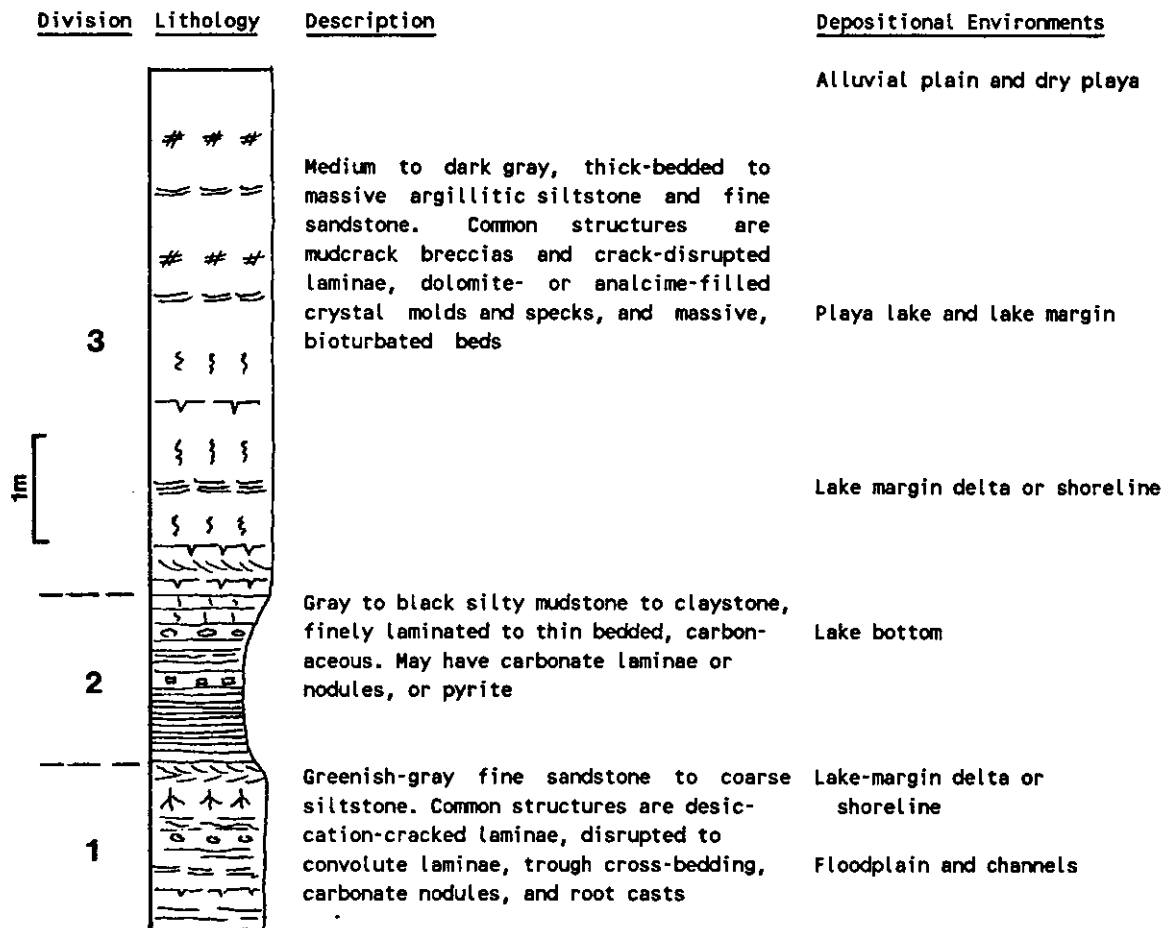 Division Lithology Description Depositional Environments
Alluvial plain and dry playa
Medium to dark gray, thick-bedded to
massive argillitic siltstone and fine
sandstone. Common structures are
mudcrack breccias and crack-disrupted
laminae, dolomite- or analcime-filled
crystal molds and specks, and massive,
bioturbated beds
Playa lake and lake margin
3
1m
Lake margin delta or shoreline
Gray to black silty mudstone to claystone,
finely laminated to thin bedded, carbon-
aceous. May have carbonate laminae or
nodules, or pyrite
Lake bottom
2
Greenish-gray fine sandstone to coarse
siltstone. Common structures are desic-
cation-cracked laminae, disrupted to
convolute laminae, trough cross-bedding,
carbonate nodules, and root casts
Lake-margin delta or
shoreline
Floodplain and channels
1